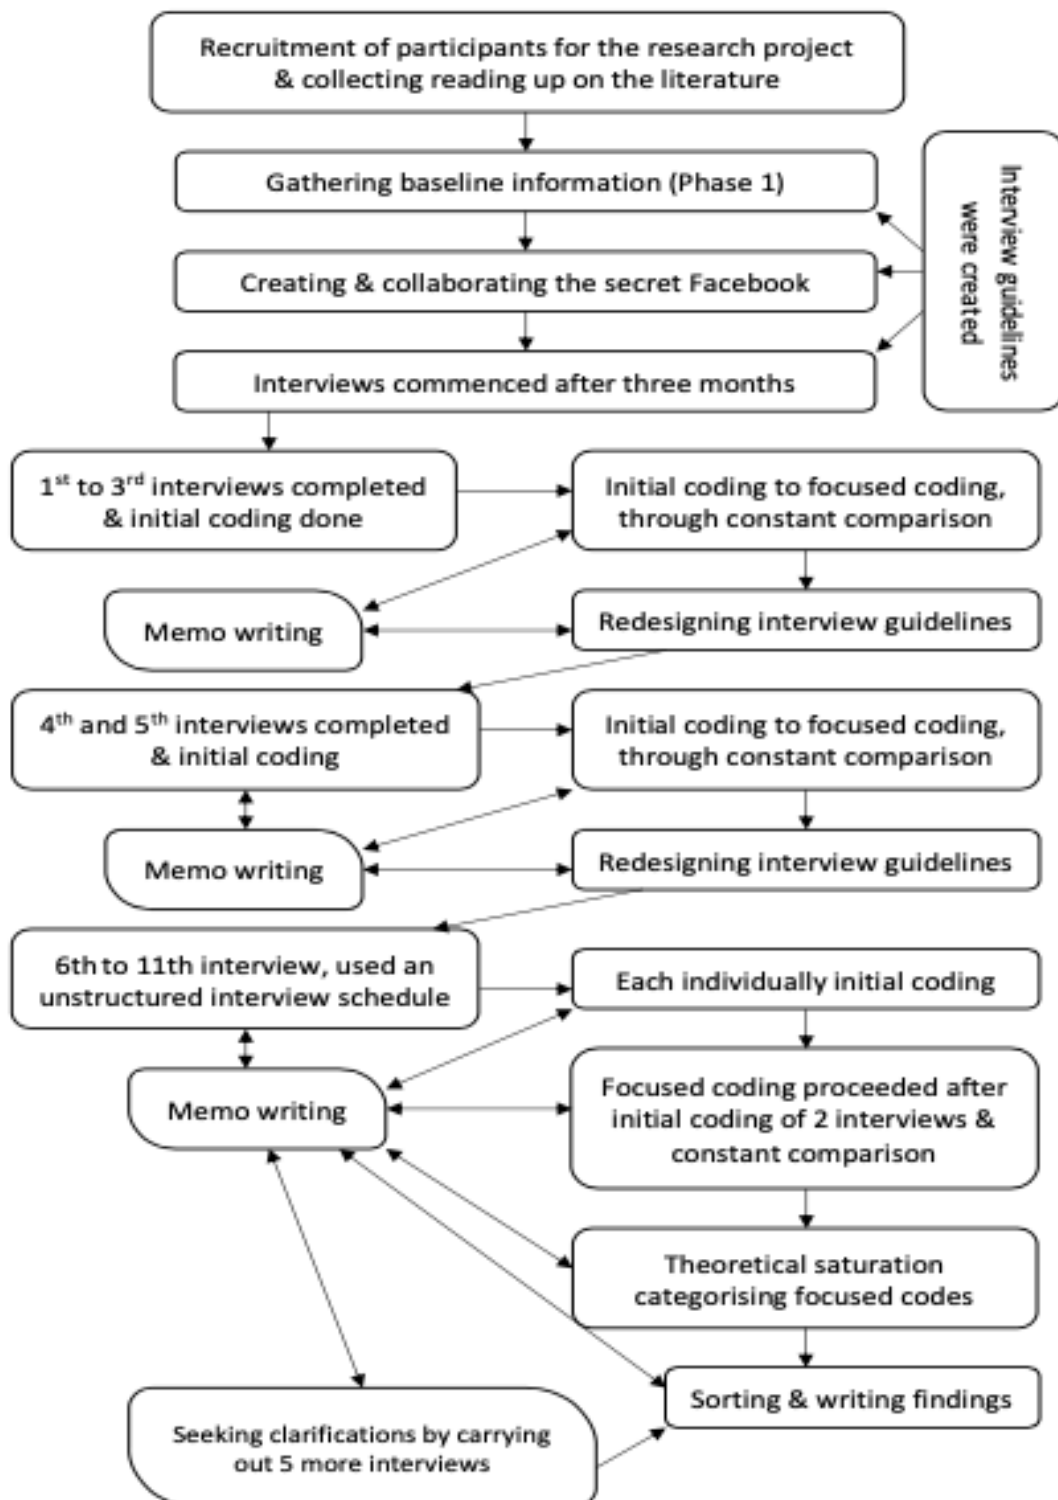 Recruitment of participants for the research project
& collecting reading up on the literature
Gathering baseline information (Phase 1)
Interview guidelines
were created
Creating & collaborating the secret Facebook
Interviews commenced after three months
1st to 3rd interviews completed
& initial coding done
Initial coding to focused coding,
through constant comparison
Memo writing
Redesigning interview guidelines
4th and 5th interviews completed
& initial coding
Initial coding to focused coding,
through constant comparison
Memo writing
Redesigning interview guidelines
6th to 11th interview, used an
unstructured interview schedule
Each individually initial coding
Memo writing
Focused coding proceeded after
initial coding of 2 interviews &
constant comparison
Theoretical saturation
categorising focused codes
Sorting & writing findings
Seeking clarifications by carrying
out 5 more interviews